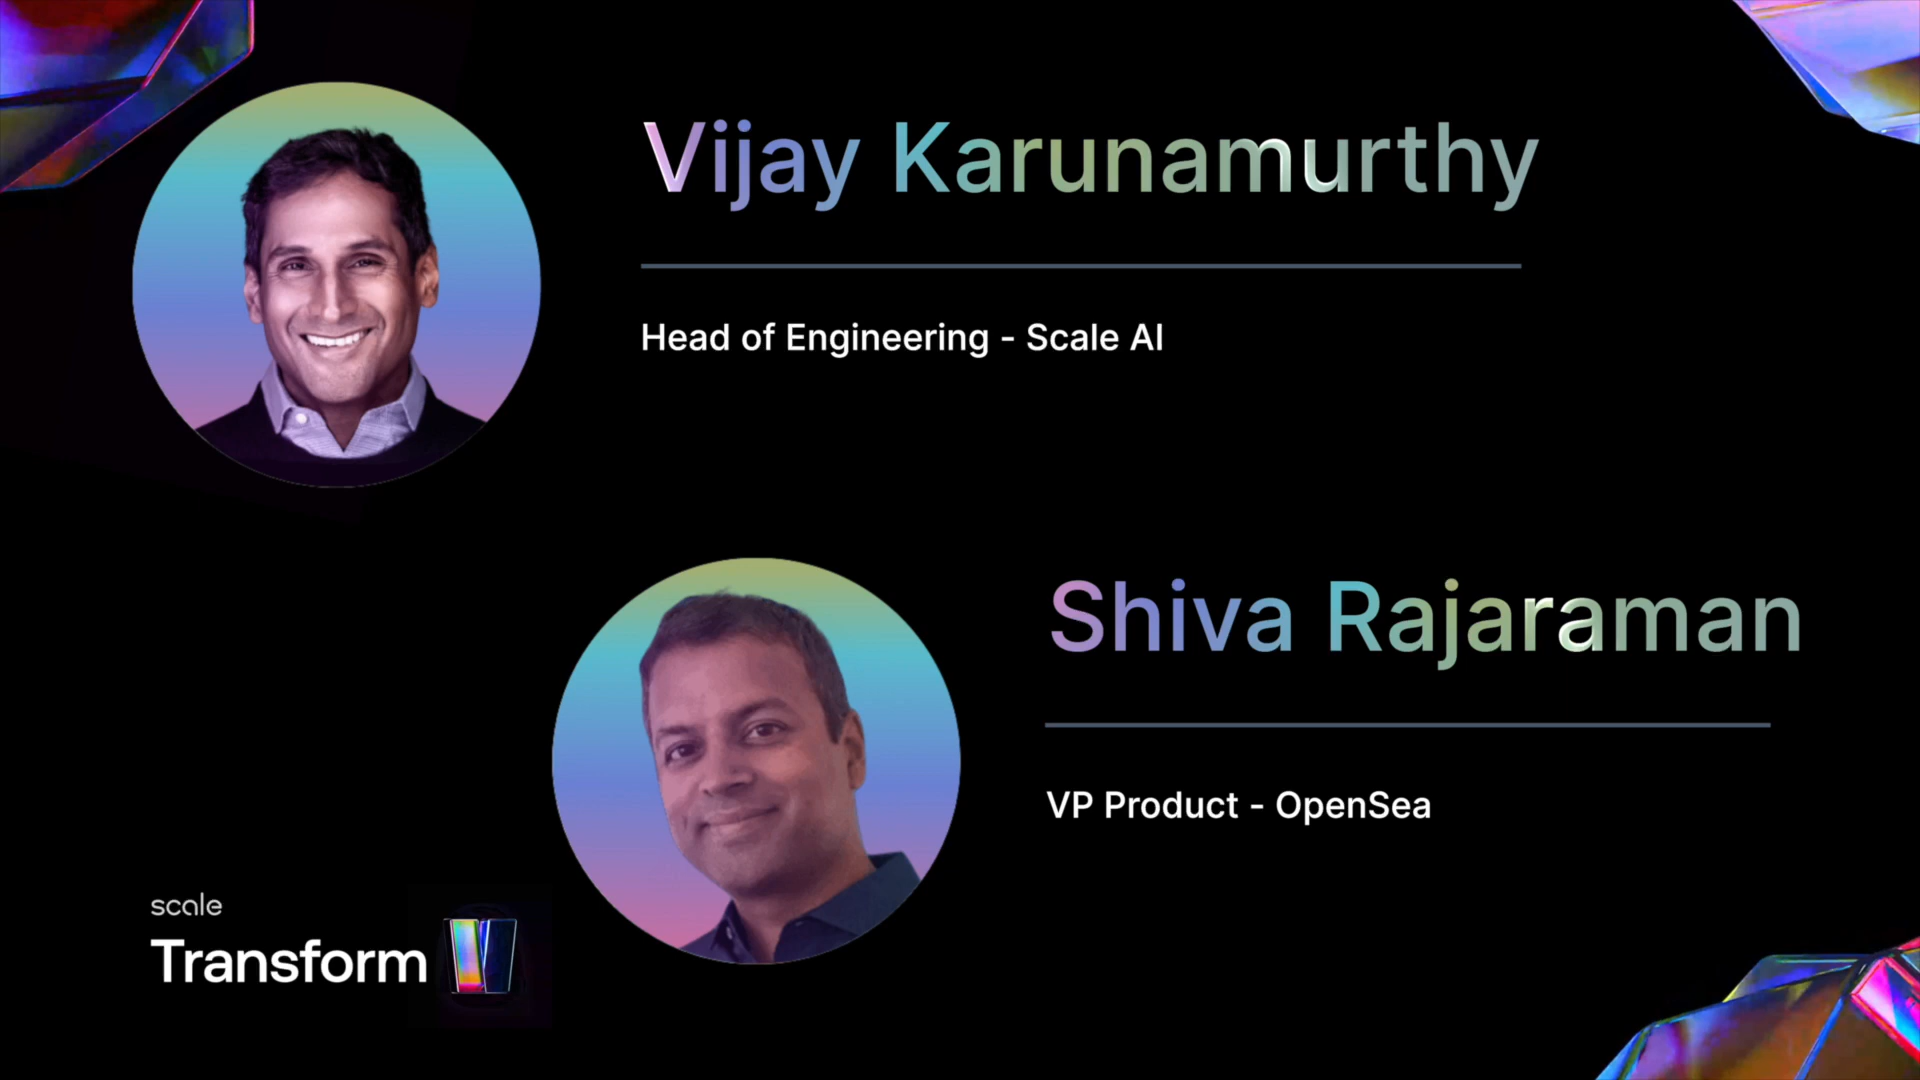 Vijay Karunamurthy
Head of Engineering - Scale AI
Shiva Rajaraman
VP Product - OpenSea
scale
Transform